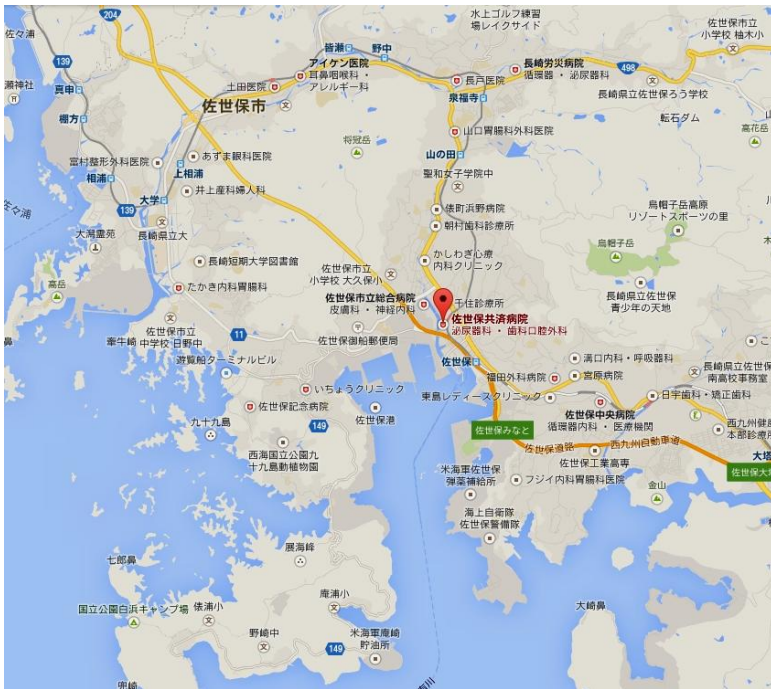 水上ゴルフ練習
場レイクサイド
佐世保市立
小学校 柚木小
佐々浦
204
皆瀬
野中
139
アイケン医院
耳鼻咽喉科・
アレルギー科
長崎労災病院
循環器・泌尿器科
498
長戸医院
瀬神社
真申
土田医院
佐世保市
泉福寺
長崎県立佐世保ろう学校
棚方
山口胃腸科外科医院
転石ダム
将冠岳
高花岳
富村整形外科医院
あずま眼科医院
山の田
相浦
上相浦
聖和女子学院中
大学
井上産科婦人科
佐々浦
139
俵町浜野病院
烏帽子岳高原
リゾートスポーツの里
長崎県立大
朝村歯科診療所
大潟霊苑
烏帽子岳
長崎短期大学図書館
佐世保市立
小学校 大久保小
かしわぎ心療
内科クリニック
高岳
たかき内科胃腸科
佐世保市立総合病院
皮膚科・神経内科
千住診療所
長崎県立佐世保
青少年の天地
佐世保共済病院
泌尿器科・歯科口腔外科
佐世保市立
中学校 日野中
11
牽牛崎
佐世保御船郵便局
遊覧船ターミナルビル
佐世保
溝口内科・呼吸器科
福田外科病院
宮原病院
長崎県立佐世保
南高校事務室
いちょうクリニック
東島レディースクリニック
日宇歯科・矯正歯科
佐世保記念病院
佐世保港
佐世保中央病院
循環器内科・医療機関
九十九島
149
佐世保みなと
西九州健康
本部診療所
西海国立公園九
十九島動植物園
佐世保道路
西九州自動車道
大塔
佐世保工業高専
佐世保大塔
米海軍佐世保
弾薬補給所
フジイ内科胃腸科医院
金山
海上自衛隊
佐世保警備隊
展海峰
七郎鼻
庵浦小
国立公園白浜キャンプ場
俵浦小
大崎鼻
野崎中
149
米海軍庵崎
貯油所
兜崎